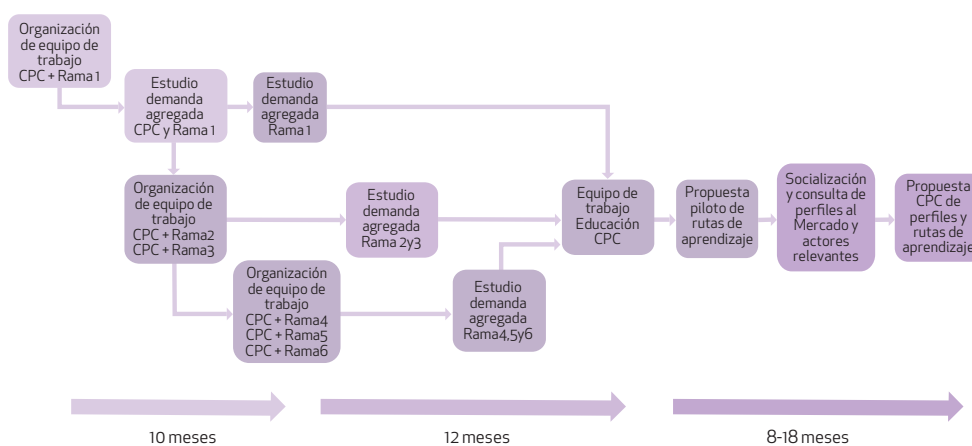 Organización
de equipo de
trabajo
CPC + Rama 1
Estudio
demanda
agregada
CPC y Rama 1
Estudio
demanda
agregada
Rama 1
Organización
de equipo de
trabajo
CPC + Rama2
CPC + Rama3
Estudio
demanda
agregada
Rama 2y3
Organización
de equipo de
trabajo
CPC + Rama4
CPC + Rama5
CPC + Rama6
Estudio
demanda
agregada
Rama4,5y6
Equipo de
trabajo
Educación
CPC
Propuesta
piloto de
rutas de
aprendizaje
Socialización
y consulta de
perfiles al
Mercado y
actores
relevantes
Propuesta
CPC de
perfiles y
rutas de
aprendizaje
10 meses
12 meses
8-18 meses